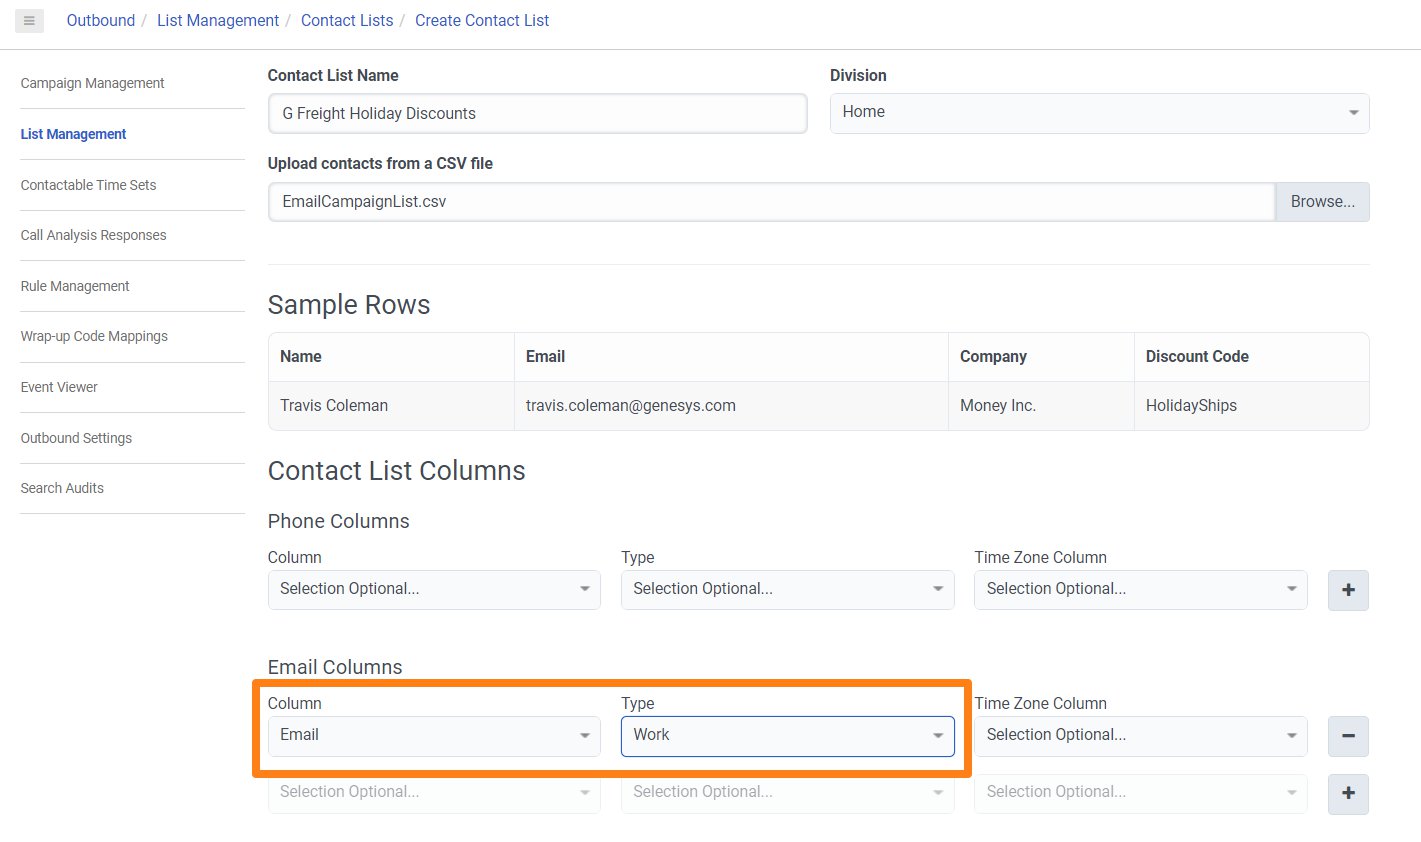 Outbound / List Management / Contact Lists / Create Contact List
Campaign Management
List Management
Contactable Time Sets
Call Analysis Responses
Rule Management
Wrap-up Code Mappings
Event Viewer
Outbound Settings
Search Audits
Contact List Name Division
G Freight Holiday Discounts Home
Upload contacts from a CSV file
EmailCampaignList.csv Browse...
Sample Rows
Name Email Company Discount Code
Travis Coleman travis.coleman@genesys.com Money Inc. HolidayShips
Contact List Columns
Phone Columns
Column Type Time Zone Column
Selection Optional... Selection Optional... Selection Optional...
Email Columns
Column Type Time Zone Column
Email Work Selection Optional...
Selection Optional... Selection Optional... Selection Optional...